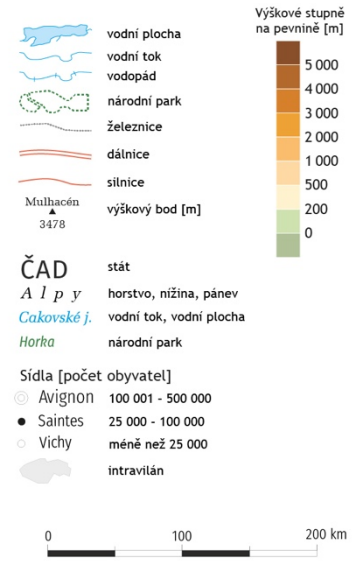 Výškové stupně
na pevnině [m]
vodní plocha
vodní tok
vodopád
národní park
železnice
dálnice
silnice
Mulhacén
▲
3478
výškový bod [m]
5 000
4 000
3 000
2 000
1 000
500
200
0
ČAD stát
Alpy horstvo, nížina, pánev
Cakovské j. vodní tok, vodní plocha
Horka národní park
Sídla [počet obyvatel]
Avignon 100 001 - 500 000
Saintes 25 000 - 100 000
Vichy méně než 25 000
intravilán
0 100 200 km